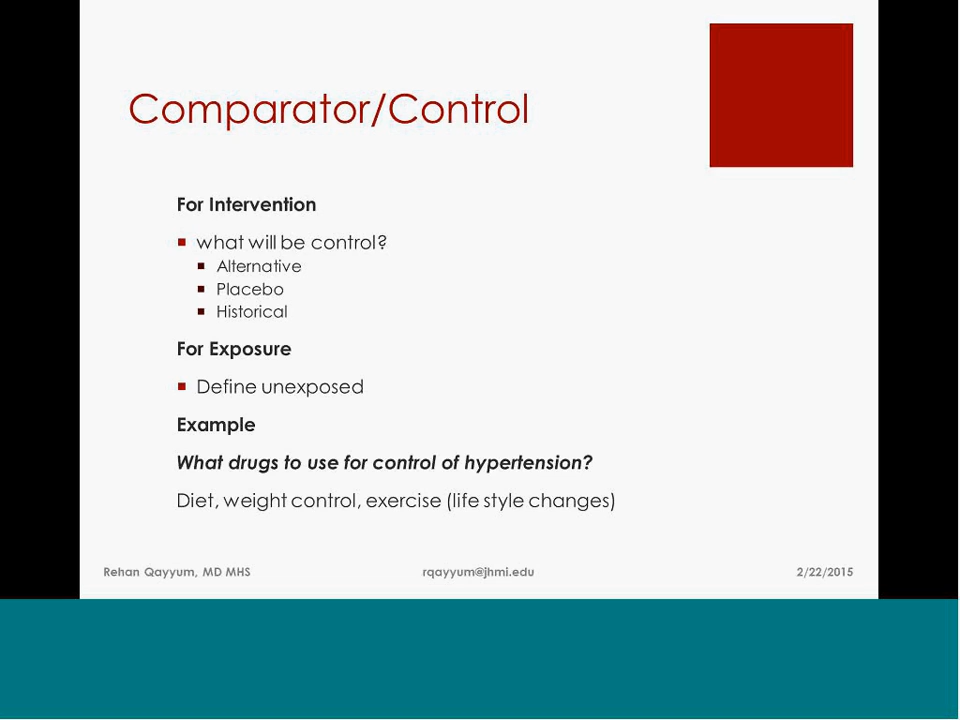 Comparator/Control
For Intervention
what will be control?
Alternative
Placebo
Historical
For Exposure
Define unexposed
Example
What drugs to use for control of hypertension?
Diet, weight control, exercise (life style changes)
Rehan Qayyum, MD MHS rqayyum@jhmi.edu 2/22/2015